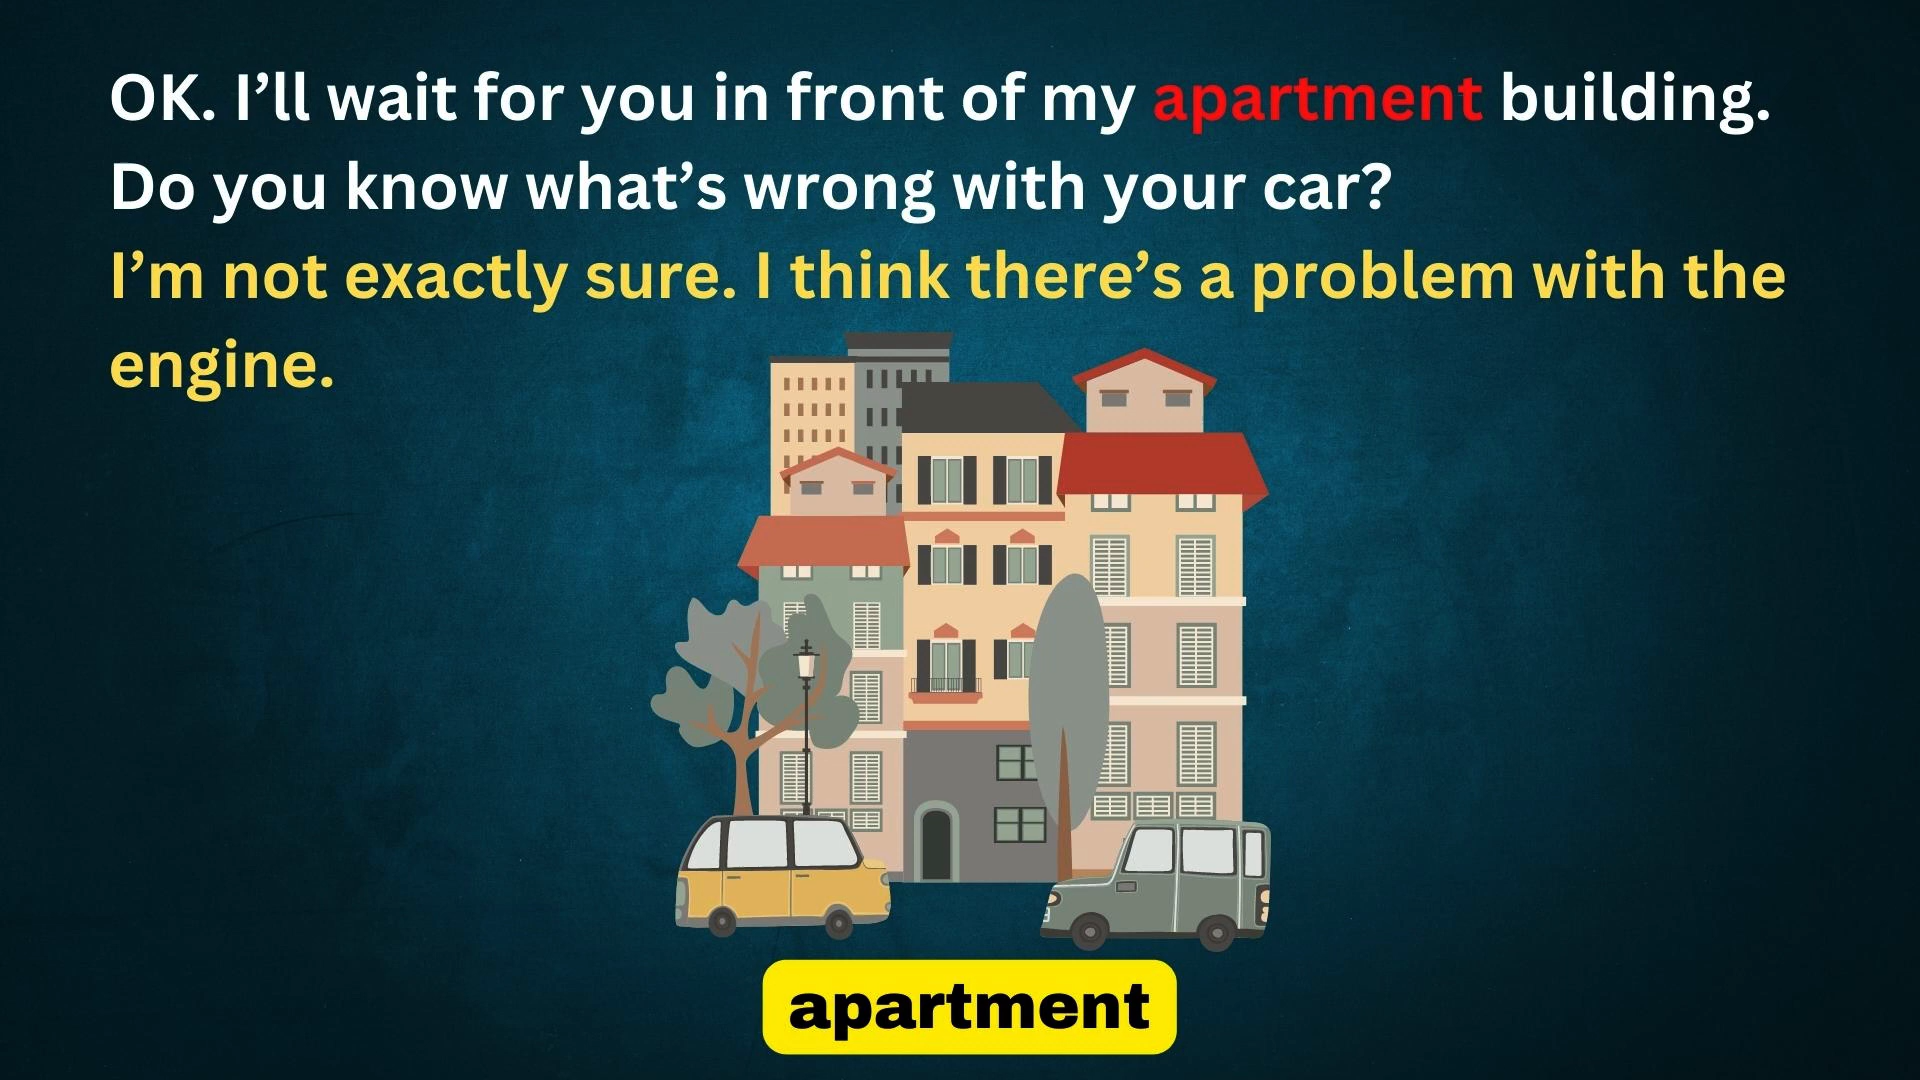 OK. I’ll wait for you in front of my apartment building.
Do you know what’s wrong with your car?
I’m not exactly sure. I think there’s a problem with the
engine.
apartment